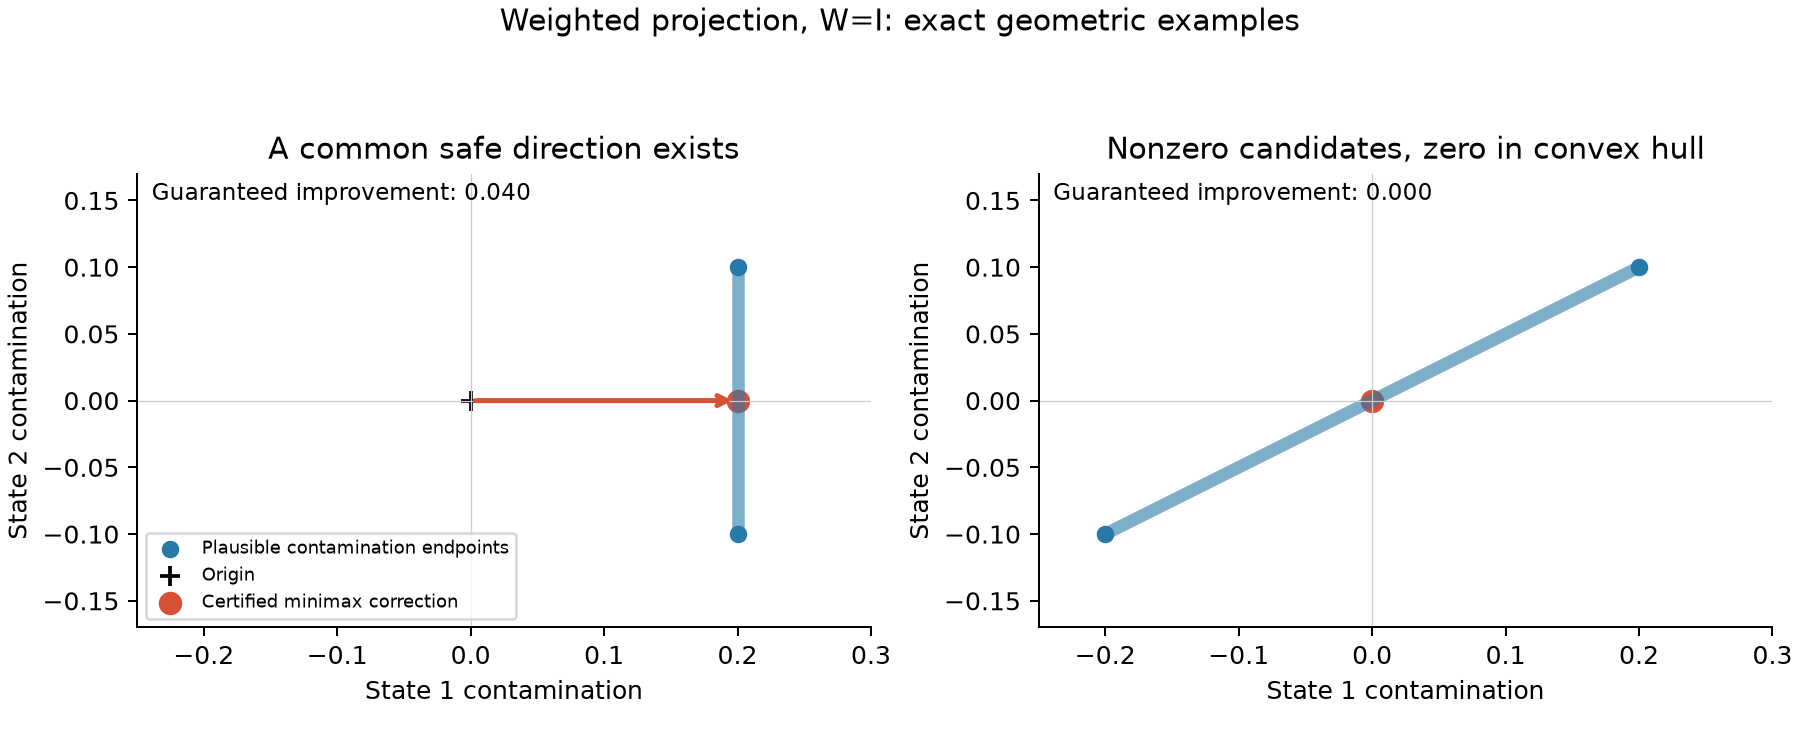 Weighted projection, W=I: exact geometric examples
A common safe direction exists
Guaranteed improvement: 0.040
0.15
0.10
0.05
0.00
−0.05
−0.10
−0.15
State 2 contamination
Plausible contamination endpoints
Origin
Certified minimax correction
−0.2
−0.1
0.0
0.1
0.2
0.3
State 1 contamination
Nonzero candidates, zero in convex hull
Guaranteed improvement: 0.000
0.15
0.10
0.05
0.00
−0.05
−0.10
−0.15
State 2 contamination
−0.2
−0.1
0.0
0.1
0.2
0.3
State 1 contamination